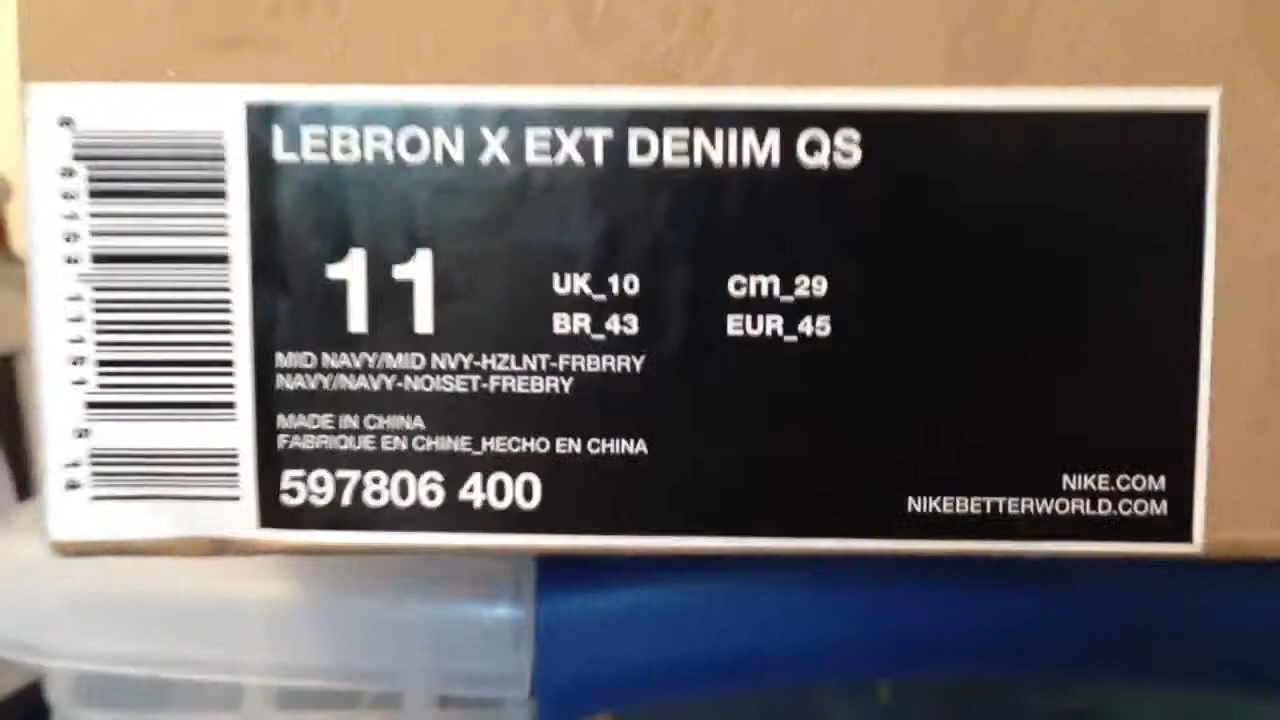 LEBRON X EXT DENIM QS
11
UK_10
cm_29
BR_43
EUR_45
MID NAVY/MID NVY-HZLNT-FRBRRY
NAVY/NAVY-NOISET-FREBRY
MADE IN CHINA
FABRIQUE EN CHINE_HECHO EN CHINA
597806 400
NIKE.COM
NIKEBETTERWORLD.COM